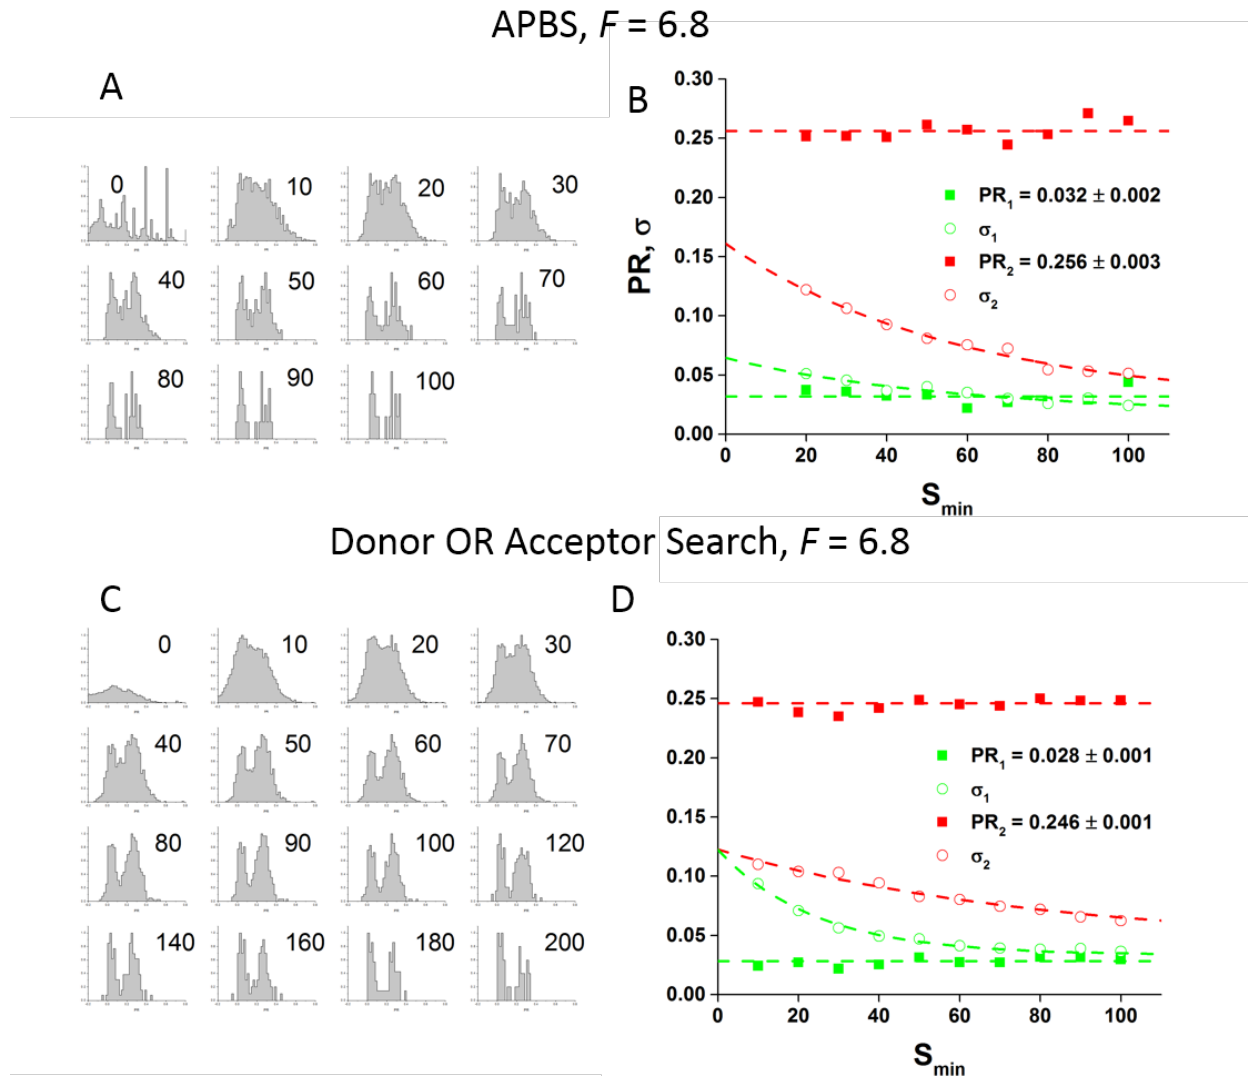 APBS, F = 6.8
A
0
10
20
30
40
50
60
70
80
90
100
B
0.30
0.25
0.20
0.15
0.10
0.05
0.00
PR, σ
PR1 = 0.032 ± 0.002
σ1
PR2 = 0.256 ± 0.003
σ2
0 20 40 60 80 100
Smin
Donor OR Acceptor Search, F = 6.8
C
0
10
20
30
40
50
60
70
80
90
100
120
140
160
180
200
D
0.30
0.25
0.20
0.15
0.10
0.05
0.00
PR1 = 0.028 ± 0.001
σ1
PR2 = 0.246 ± 0.001
σ2
0 20 40 60 80 100
Smin